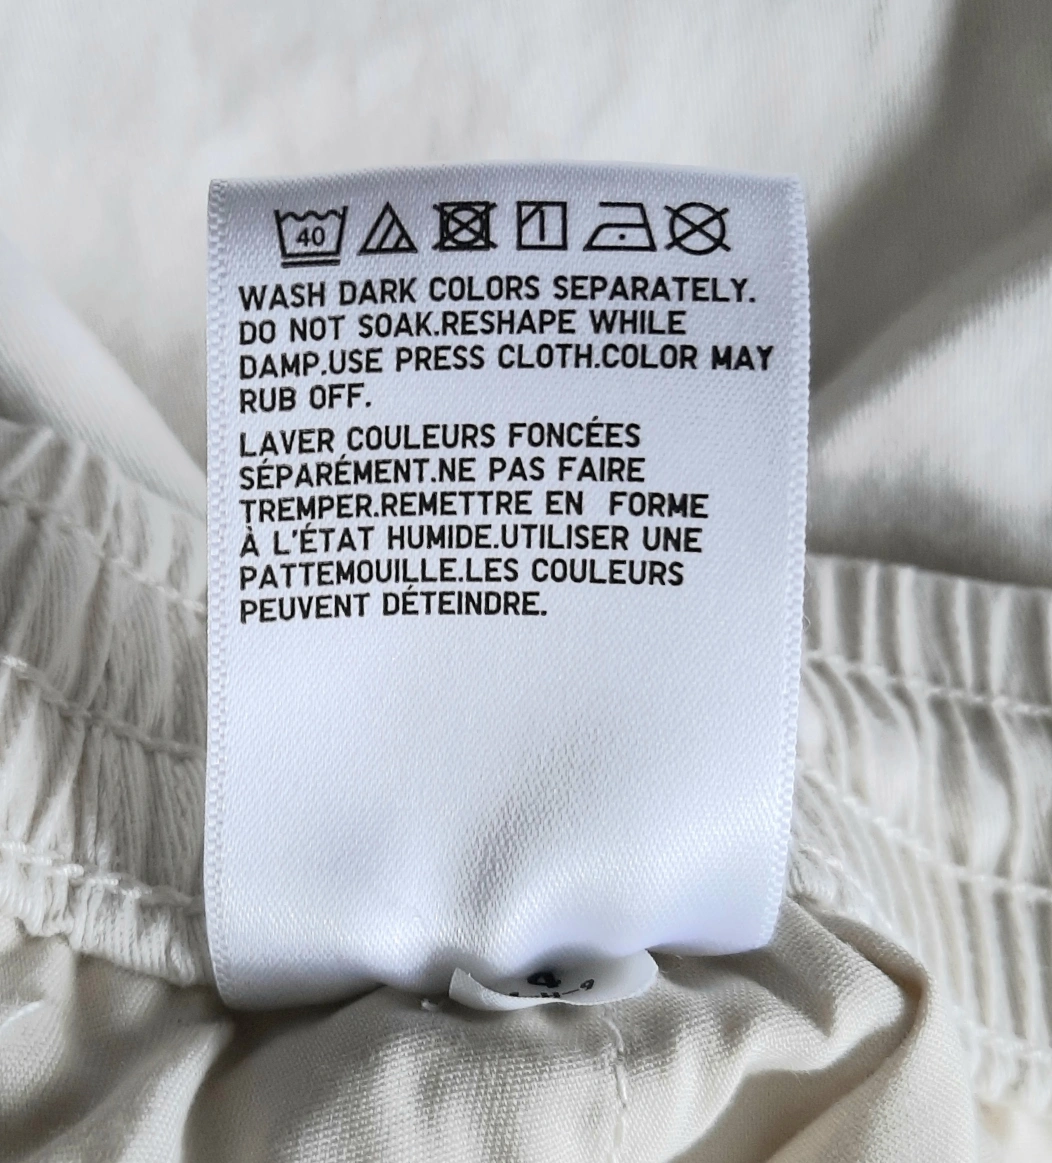 40
WASH DARK COLORS SEPARATELY.
DO NOT SOAK.RESHAPE WHILE
DAMP.USE PRESS CLOTH.COLOR MAY
RUB OFF.
LAVER COULEURS FONCÉES
SÉPARÉMENT.NE PAS FAIRE
TREMPER.REMETTRE EN FORME
À L'ÉTAT HUMIDE.UTILISER UNE
PATTEMOUILLE.LES COULEURS
PEUVENT DÉTEINDRE.